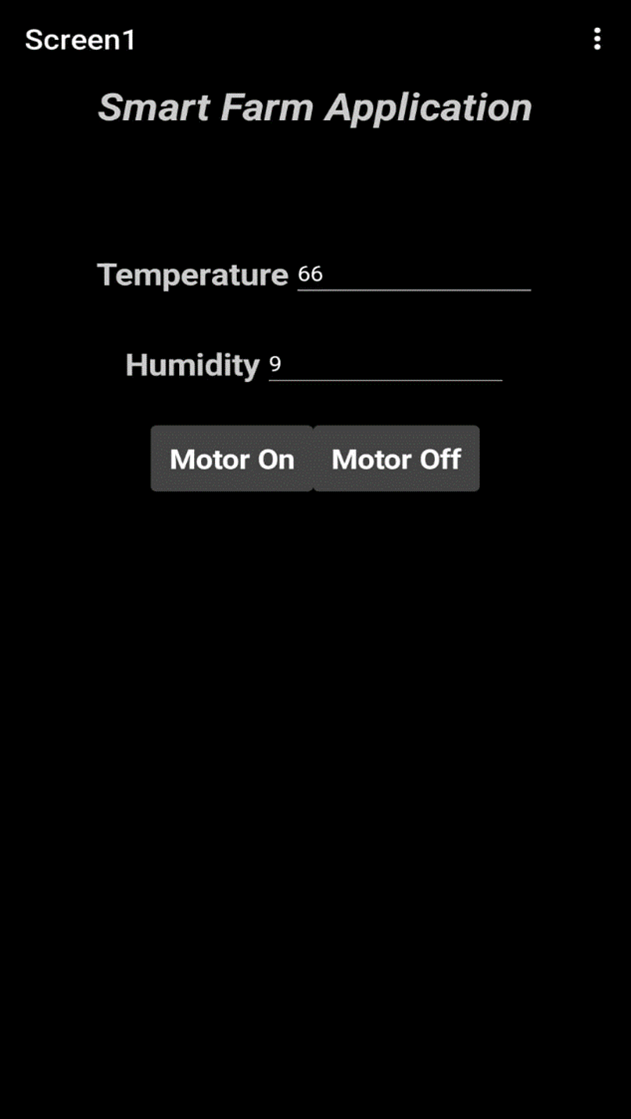 Screen1
Smart Farm Application
Temperature 66
Humidity 9
Motor On Motor Off